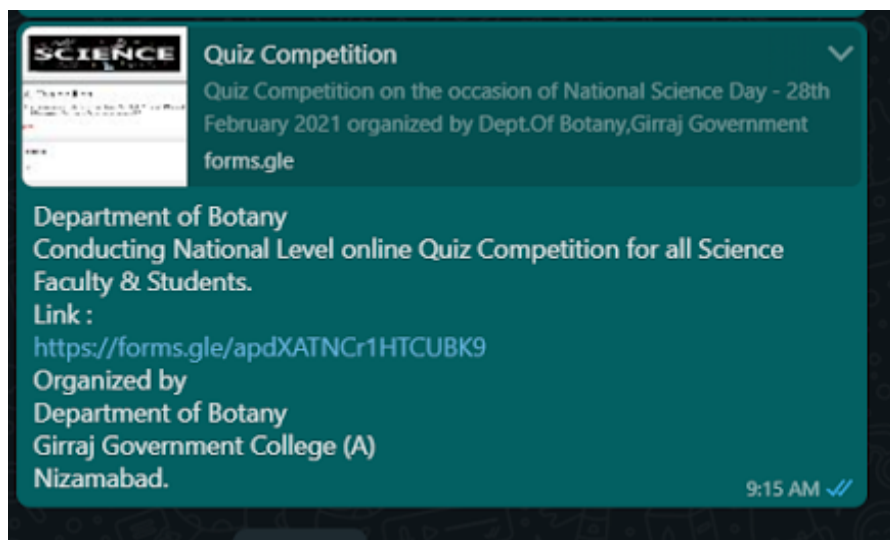 SCIENCE
Quiz Competition
Quiz Competition on the occasion of National Science Day - 28th
February 2021 organized by Dept.Of Botany,Girraj Government
forms.gle
Department of Botany
Conducting National Level online Quiz Competition for all Science
Faculty & Students.
Link :
https://forms.gle/apdXATNCr1HTCUBK9
Organized by
Department of Botany
Girraj Government College (A)
Nizamabad.
9:15 AM